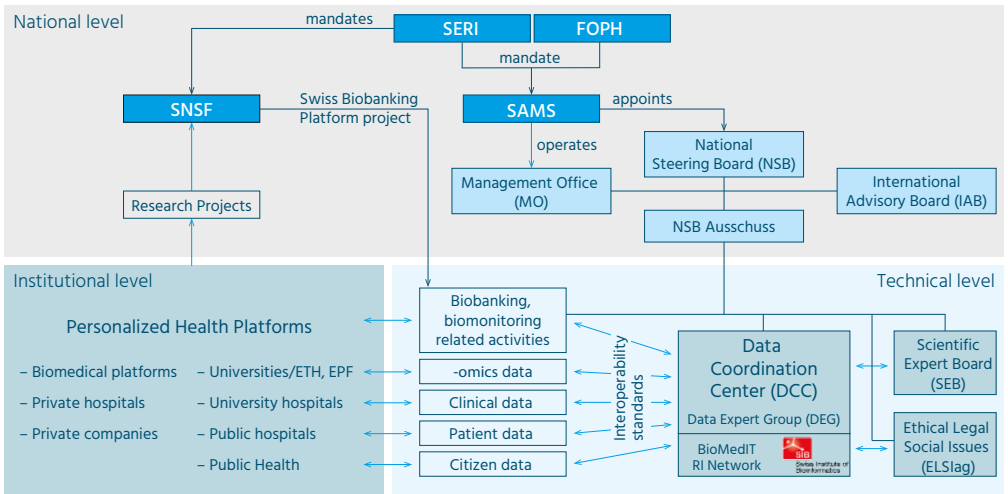 National level
mandates
SERI
FOPH
mandate
SNSF
Swiss Biobanking
Platform project
SAMS
appoints
operates
National
Steering Board (NSB)
Management Office
(MO)
International
Advisory Board (IAB)
Research Projects
NSB Ausschuss
Institutional level
Technical level
Personalized Health Platforms
– Biomedical platforms
– Private hospitals
– Private companies
– Universities/ETH, EPF
– University hospitals
– Public hospitals
– Public Health
Biobanking,
biomonitoring
related activities
-omics data
Clinical data
Patient data
Citizen data
Interoperability
standards
Data
Coordination
Center (DCC)
Data Expert Group (DEG)
BioMedIT
RI Network
SIB
Swiss Institute of
Bioinformatics
Scientific
Expert Board
(SEB)
Ethical Legal
Social Issues
(ELSIag)